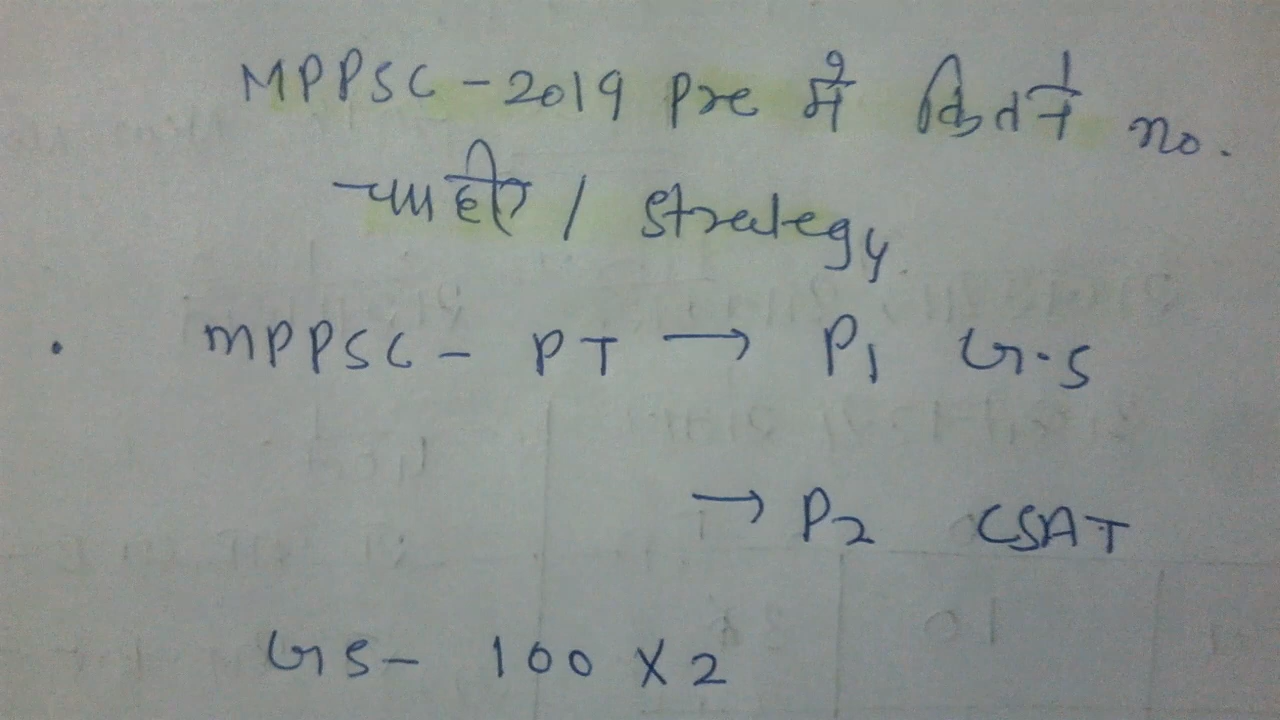 MPPSC - 2019 Pre में कितने no.
चाहीए / Strategy
• MPPSC - PT → P1 G.S
→ P2 CSAT
GS - 100 X 2